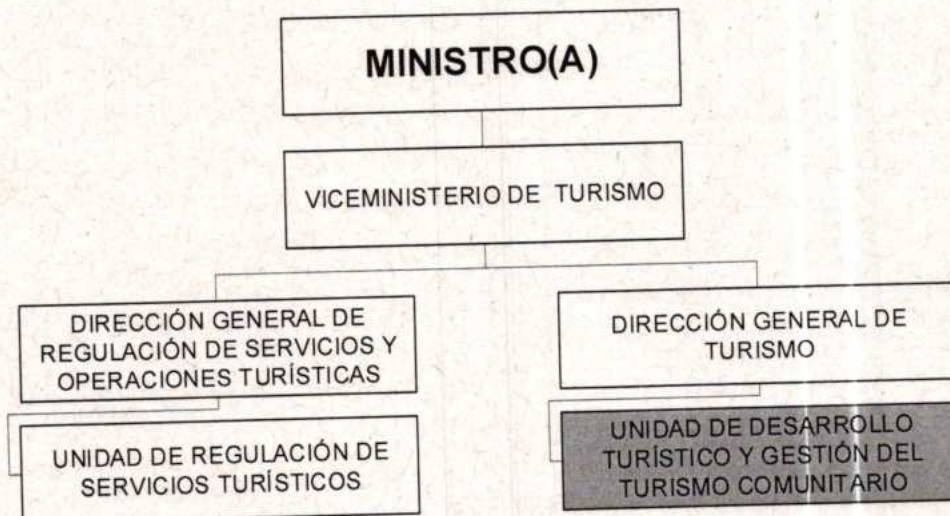 MINISTRO(A)
VICEMINISTERIO DE TURISMO
DIRECCIÓN GENERAL DE
REGULACIÓN DE SERVICIOS Y
OPERACIONES TURÍSTICAS
DIRECCIÓN GENERAL DE
TURISMO
UNIDAD DE REGULACIÓN DE
SERVICIOS TURÍSTICOS
UNIDAD DE DESARROLLO
TURÍSTICO Y GESTIÓN DEL
TURISMO COMUNITARIO